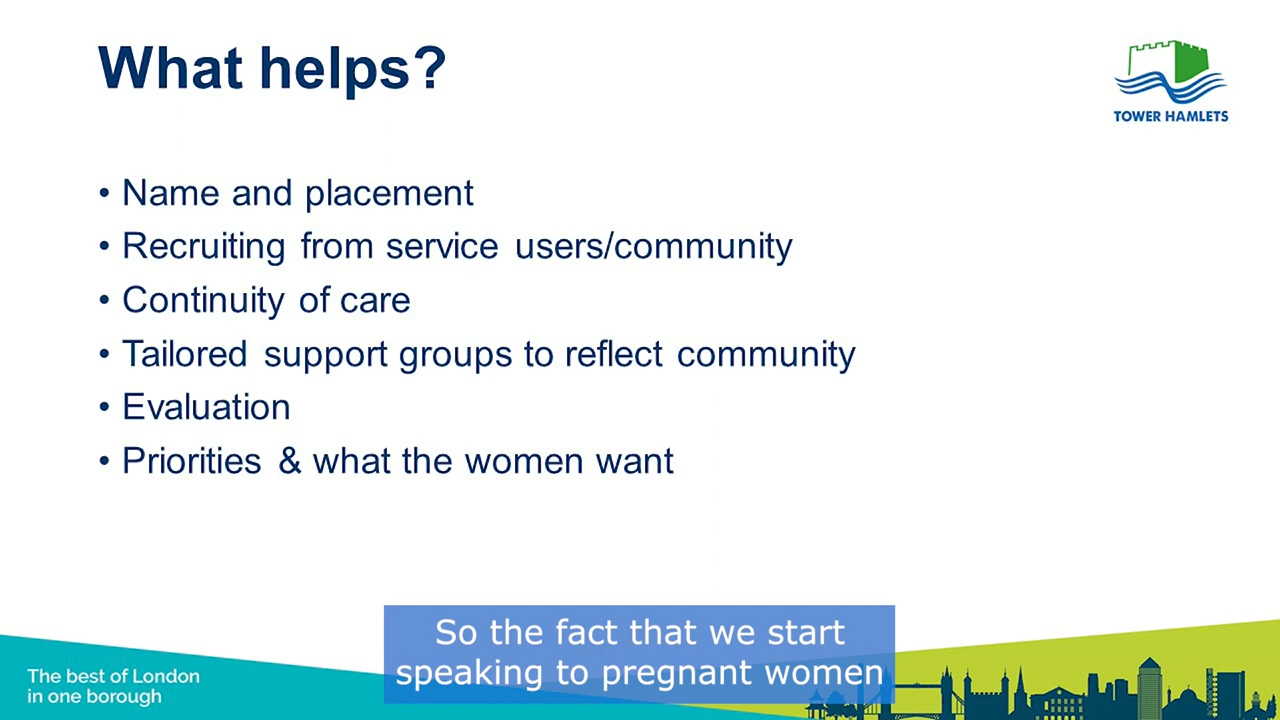 What helps?
TOWER HAMLETS
• Name and placement
• Recruiting from service users/community
• Continuity of care
• Tailored support groups to reflect community
• Evaluation
• Priorities & what the women want
So the fact that we start
speaking to pregnant women
The best of London
in one borough